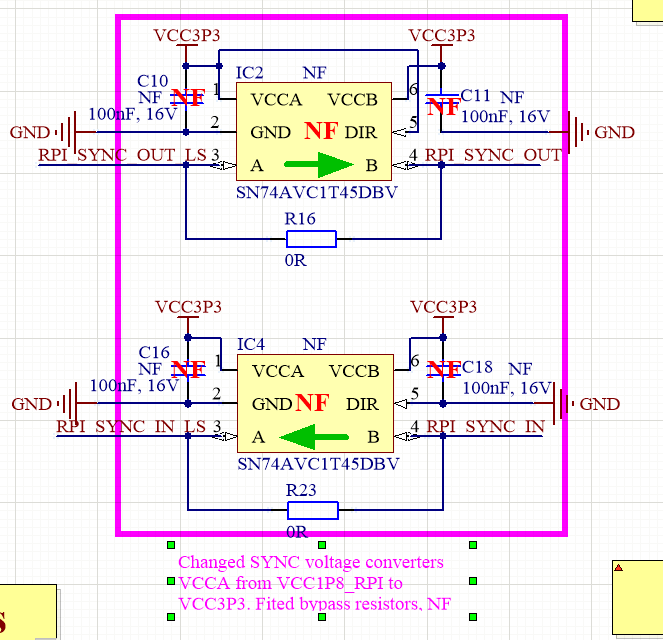 VCC3P3 VCC3P3
IC2 NF
C10
NF NF
100nF, 16V
1 VCCA VCCB 6
NF C11 NF
100nF, 16V
GND 2 GND NF DIR 5 GND
RPI_SYNC_OUT_LS 3 A B 4 RPI_SYNC_OUT
SN74AVC1T45DBV
R16
0R
VCC3P3 VCC3P3
IC4 NF
C16
NF NF
100nF, 16V
1 VCCA VCCB 6
NF C18 NF
100nF, 16V
GND 2 GND NF DIR 5 GND
RPI_SYNC_IN_LS 3 A B 4 RPI_SYNC_IN
SN74AVC1T45DBV
R23
0R
Changed SYNC voltage converters
VCCA from VCC1P8_RPI to
VCC3P3. Fited bypass resistors, NF
s